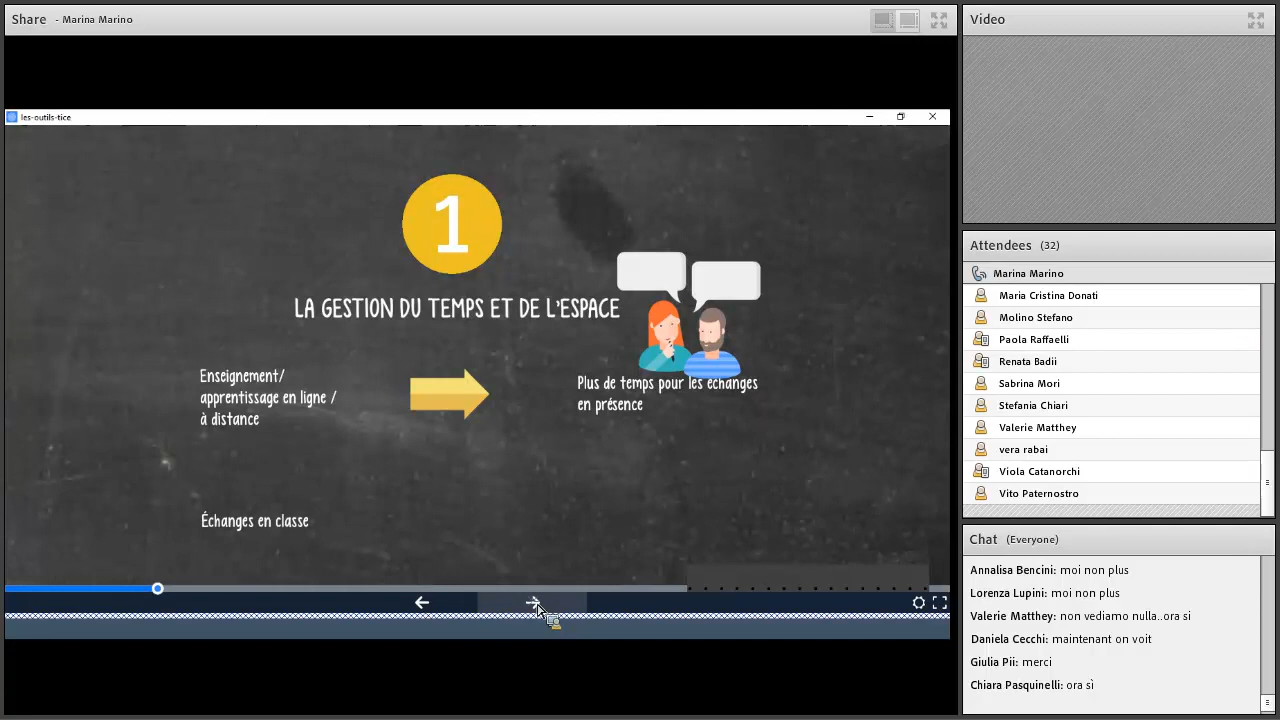 Share - Marina Marino
les-outils-tice
1
LA GESTION DU TEMPS ET DE L'ESPACE
Enseignement/
apprentissage en ligne /
à distance
Plus de temps pour les échanges
en présence
Échanges en classe
Video
Attendees (32)
Marina Marino
Maria Cristina Donati
Molino Stefano
Paola Raffaelli
Renata Badii
Sabrina Mori
Stefania Chiari
Valerie Matthey
vera rabai
Viola Catanorchi
Vito Paternostro
Chat (Everyone)
Annalisa Bencini: moi non plus
Lorenza Lupini: moi non plus
Valerie Matthey: non vediamo nulla..ora si
Daniela Cecchi: maintenant on voit
Giulia Pii: merci
Chiara Pasquinelli: ora sì